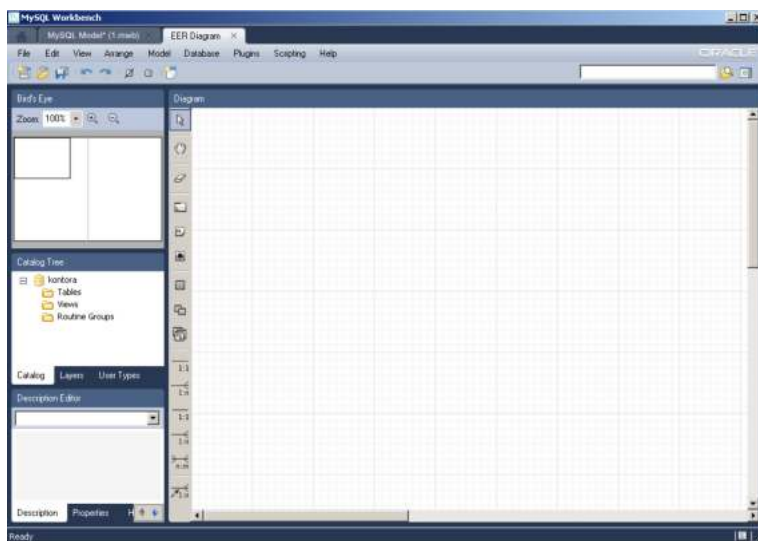 MySQL Workbench
MySQL Model* (1.mwb) EER Diagram
File Edit View Arrange Model Database Plugins Scripting Help
ORACLE
Bird's Eye
Diagram
Zoom: 100%
Catalog Tree
kontora
Tables
Views
Routine Groups
1:1
Catalog Layers User Types
1:n
Description Editor
1:1
1:n
n:m
1:n
Description Properties H
Ready